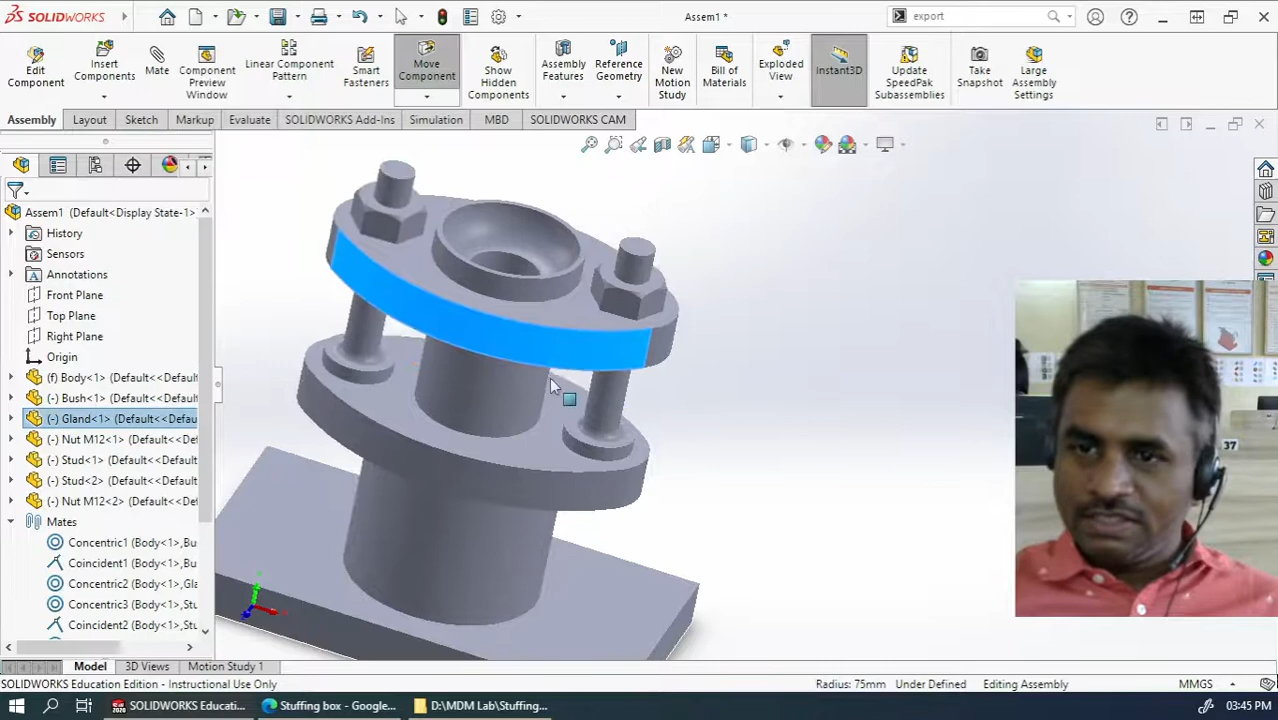 SOLIDWORKS
Assem1 *
export
Edit Component
Insert Components
Mate
Component Preview Window
Linear Component Pattern
Smart Fasteners
Move Component
Show Hidden Components
Assembly Features
Reference Geometry
New Motion Study
Bill of Materials
Exploded View
Instant3D
Update SpeedPak Subassemblies
Take Snapshot
Large Assembly Settings
Assembly
Layout
Sketch
Markup
Evaluate
SOLIDWORKS Add-Ins
Simulation
MBD
SOLIDWORKS CAM
Assem1 (Default<Display State-1>
History
Sensors
Annotations
Front Plane
Top Plane
Right Plane
Origin
(f) Body<1> (Default<<Default
(-) Bush<1> (Default<<Defaul
(-) Gland<1> (Default<<Defau
(-) Nut M12<1> (Default<<Def
(-) Stud<1> (Default<<Default
(-) Stud<2> (Default<<Default
(-) Nut M12<2> (Default<<Def
Mates
Concentric1 (Body<1>,Bu
Coincident1 (Body<1>,Bu
Concentric2 (Body<1>,Gla
Concentric3 (Body<1>,Stu
Coincident2 (Body<1>,Stu
37
Model
3D Views
Motion Study 1
SOLIDWORKS Education Edition - Instructional Use Only
Radius: 75mm
Under Defined
Editing Assembly
MMGS
SOLIDWORKS Educati...
Stuffing box - Google...
D:\MDM Lab\Stuffing...
03:45 PM